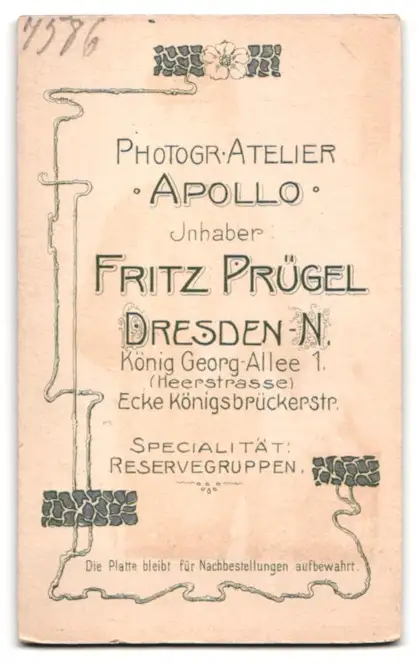 7586
PHOTOGR·ATELIER
· APOLLO ·
Jnhaber:
FRITZ PRÜGEL
DRESDEN-N.
König Georg-Allee 1.
(Heerstrasse)
Ecke Königsbrückerstr.
SPECIALITÄT:
RESERVEGRUPPEN.
Die Platte bleibt für Nachbestellungen aufbewahrt.